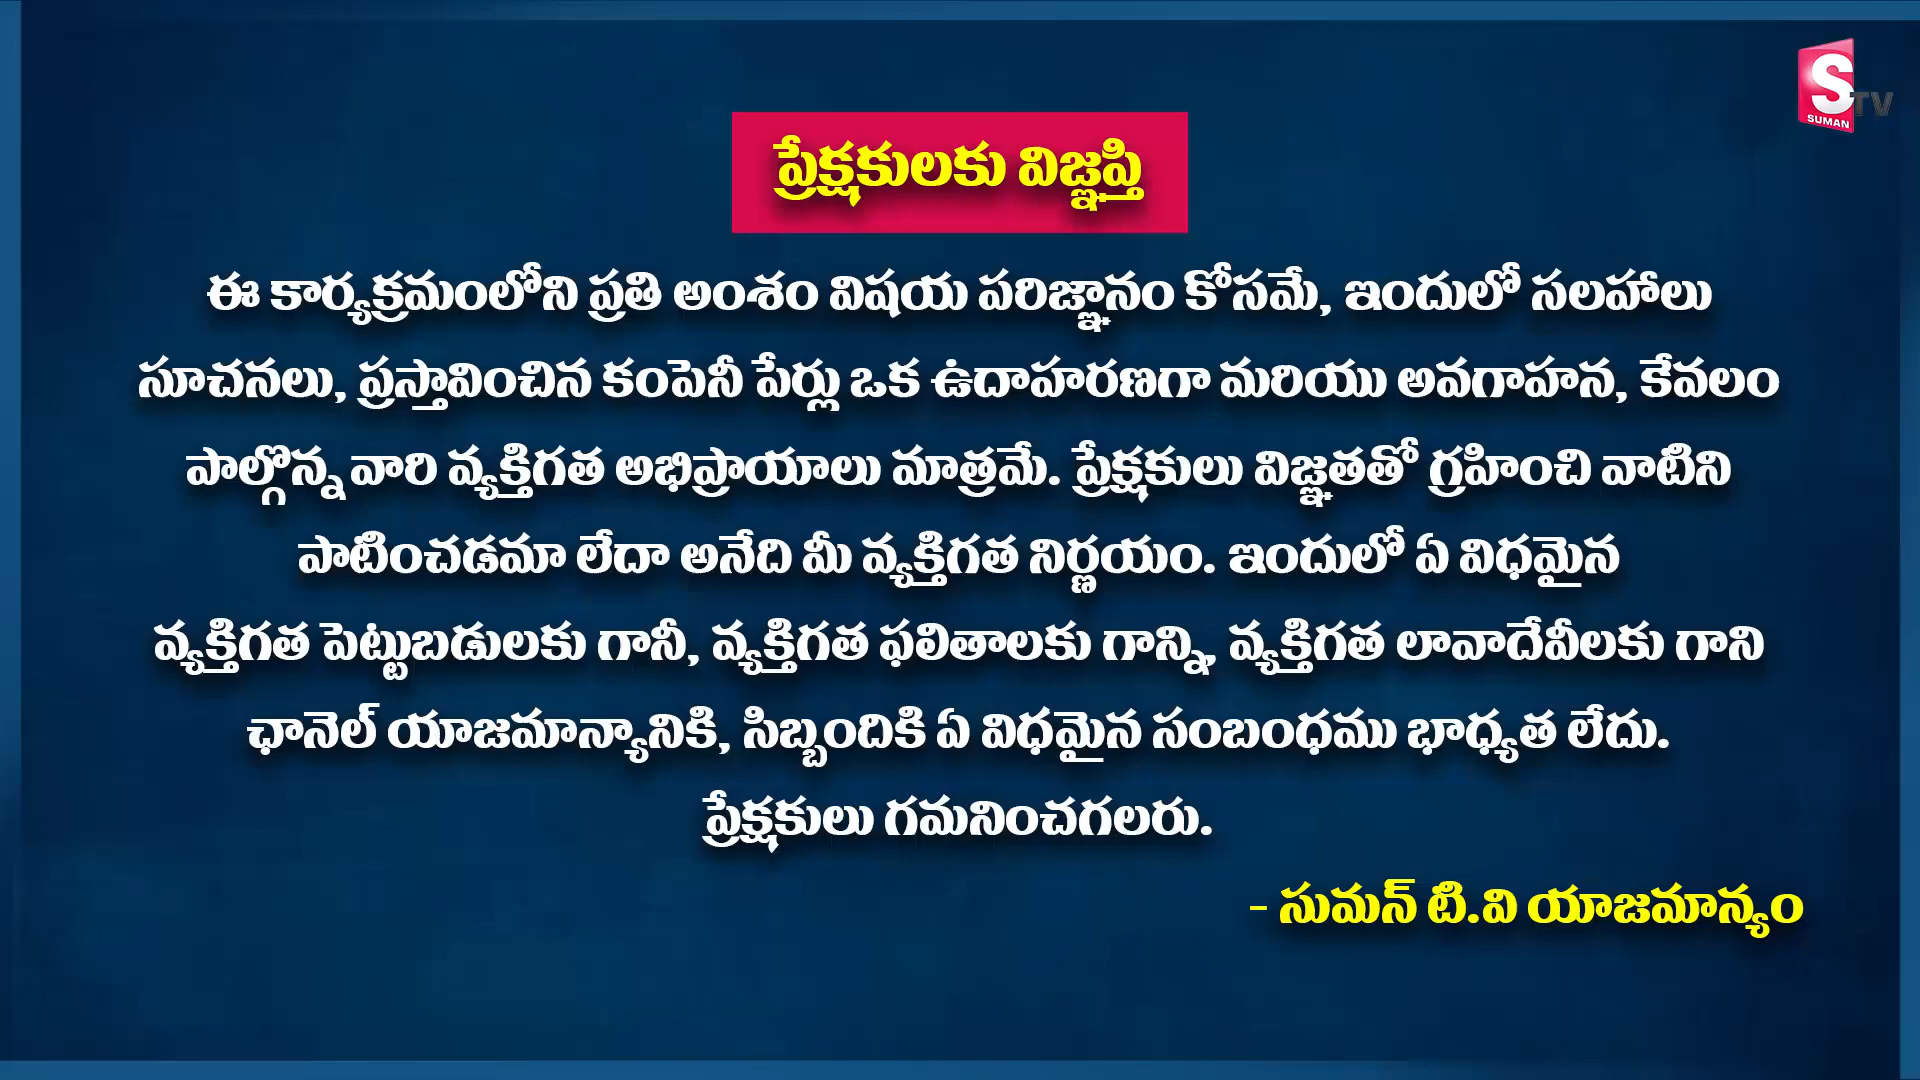 S
TV
SUMAN
ప్రేక్షకులకు విజ్ఞప్తి
ఈ కార్యక్రమంలోని ప్రతి అంశం విషయ పరిజ్ఞానం కోసమే, ఇందులో సలహాలు
సూచనలు, ప్రస్తావించిన కంపెనీ పేర్లు ఒక ఉదాహరణగా మరియు అవగాహన, కేవలం
పాల్గొన్న వారి వ్యక్తిగత అభిప్రాయాలు మాత్రమే. ప్రేక్షకులు విజ్ఞతతో గ్రహించి వాటిని
పాటించడమా లేదా అనేది మీ వ్యక్తిగత నిర్ణయం. ఇందులో ఏ విధమైన
వ్యక్తిగత పెట్టుబడులకు గానీ, వ్యక్తిగత ఫలితాలకు గాన్ని, వ్యక్తిగత లావాదేవీలకు గాని
ఛానెల్ యాజమాన్యానికి, సిబ్బందికి ఏ విధమైన సంబంధము భాధ్యత లేదు.
ప్రేక్షకులు గమనించగలరు.
- సుమన్ టి.వి యాజమాన్యం